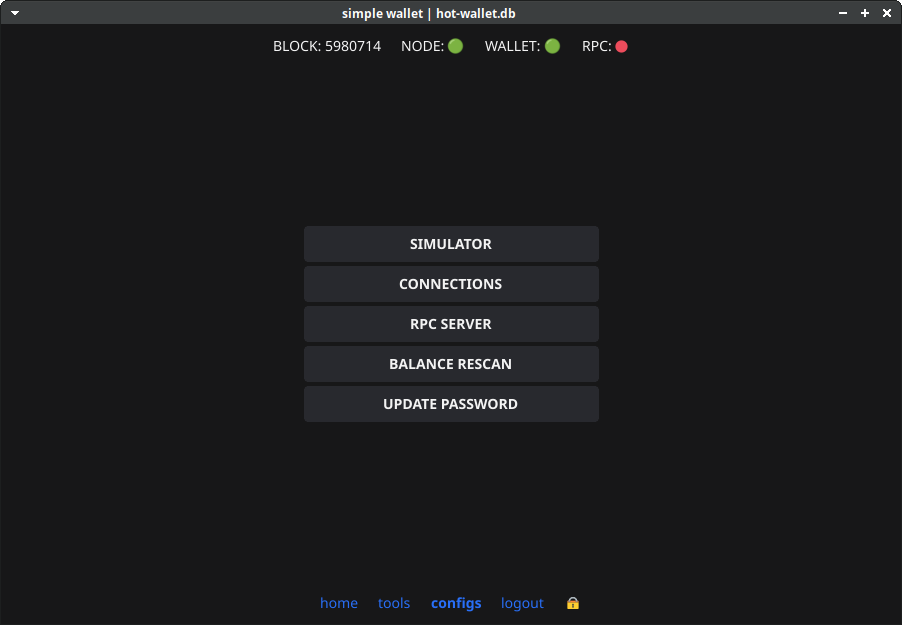 simple wallet | hot-wallet.db
BLOCK: 5980714 NODE: WALLET: RPC:
SIMULATOR
CONNECTIONS
RPC SERVER
BALANCE RESCAN
UPDATE PASSWORD
home tools configs logout